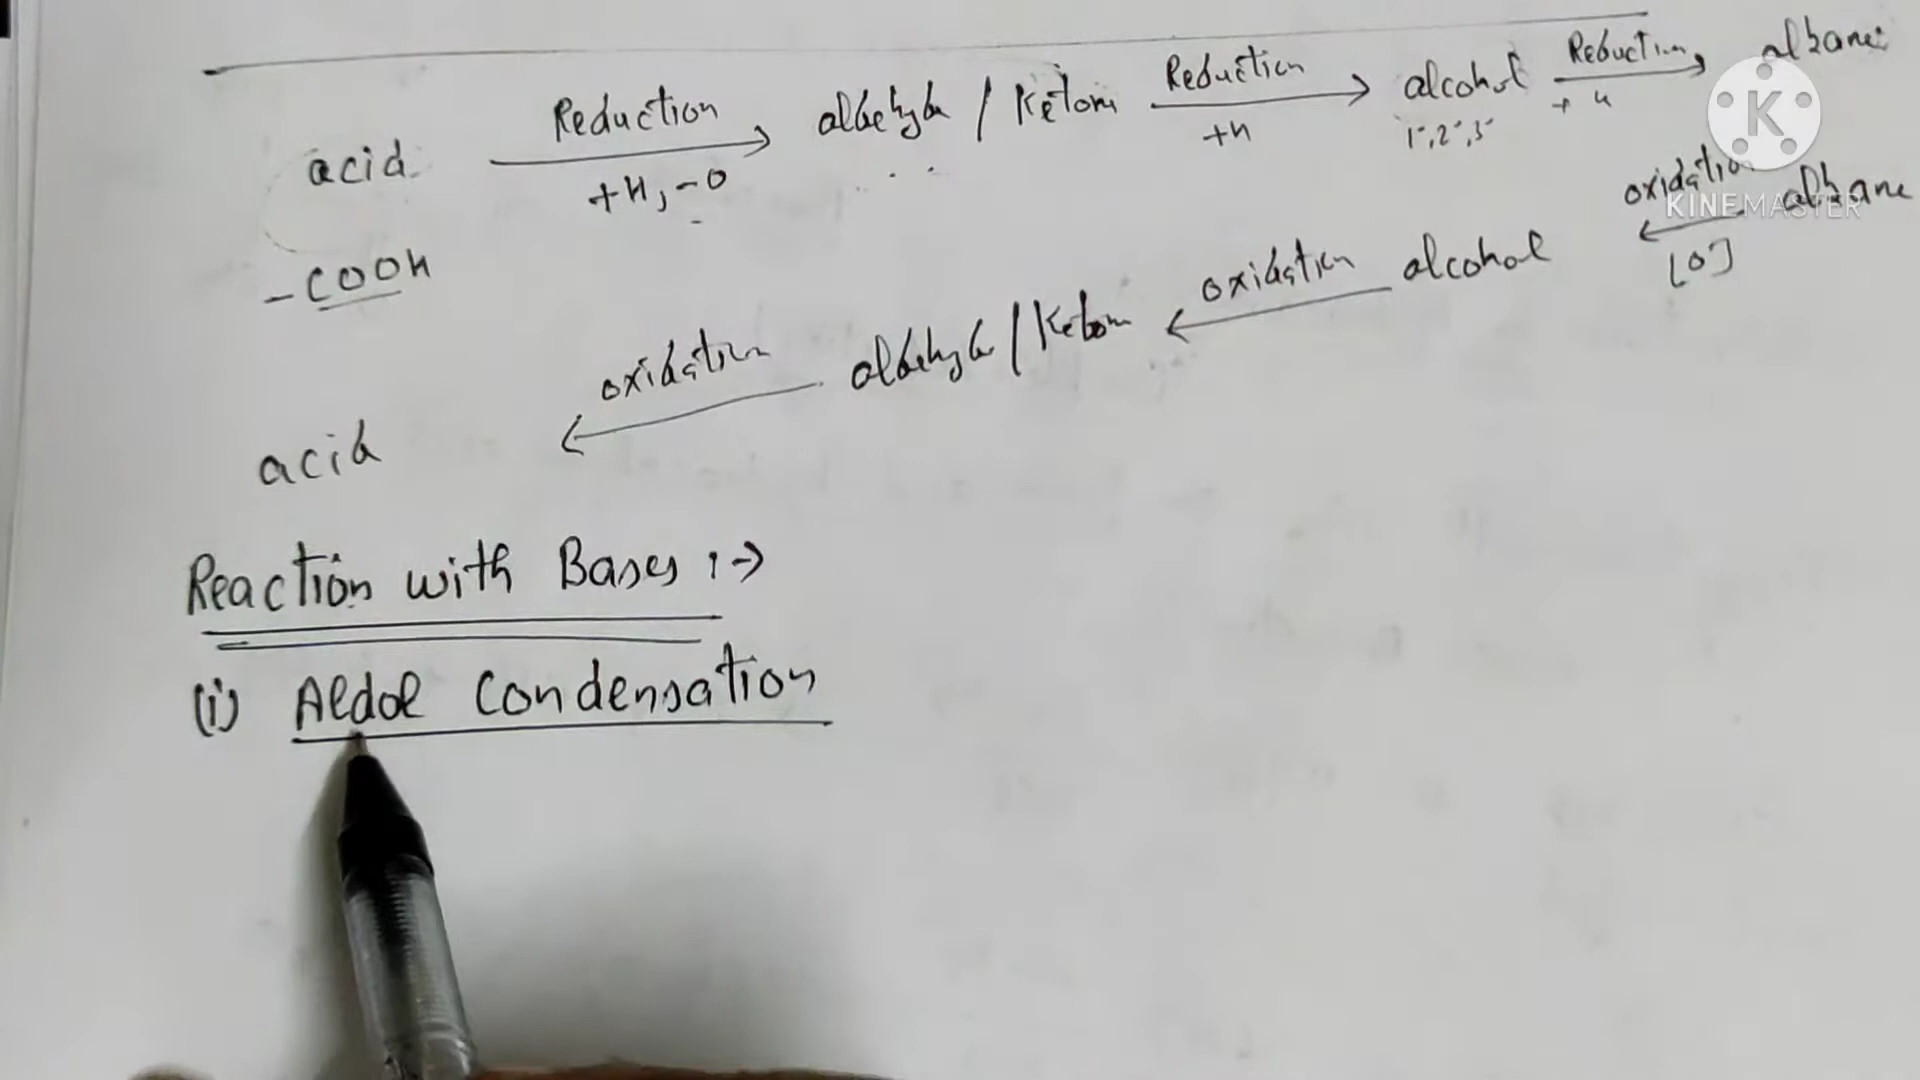 acid Reduction +H, -O aldehyde / Ketone Reduction +H alcohol 1°, 2°, 3° Reduction + H alkane
-COOH
acid oxidation aldehyde / Ketone oxidation alcohol oxidation [O] alkane
KINEMASTER
Reaction with Bases :→
(i) Aldol Condensation